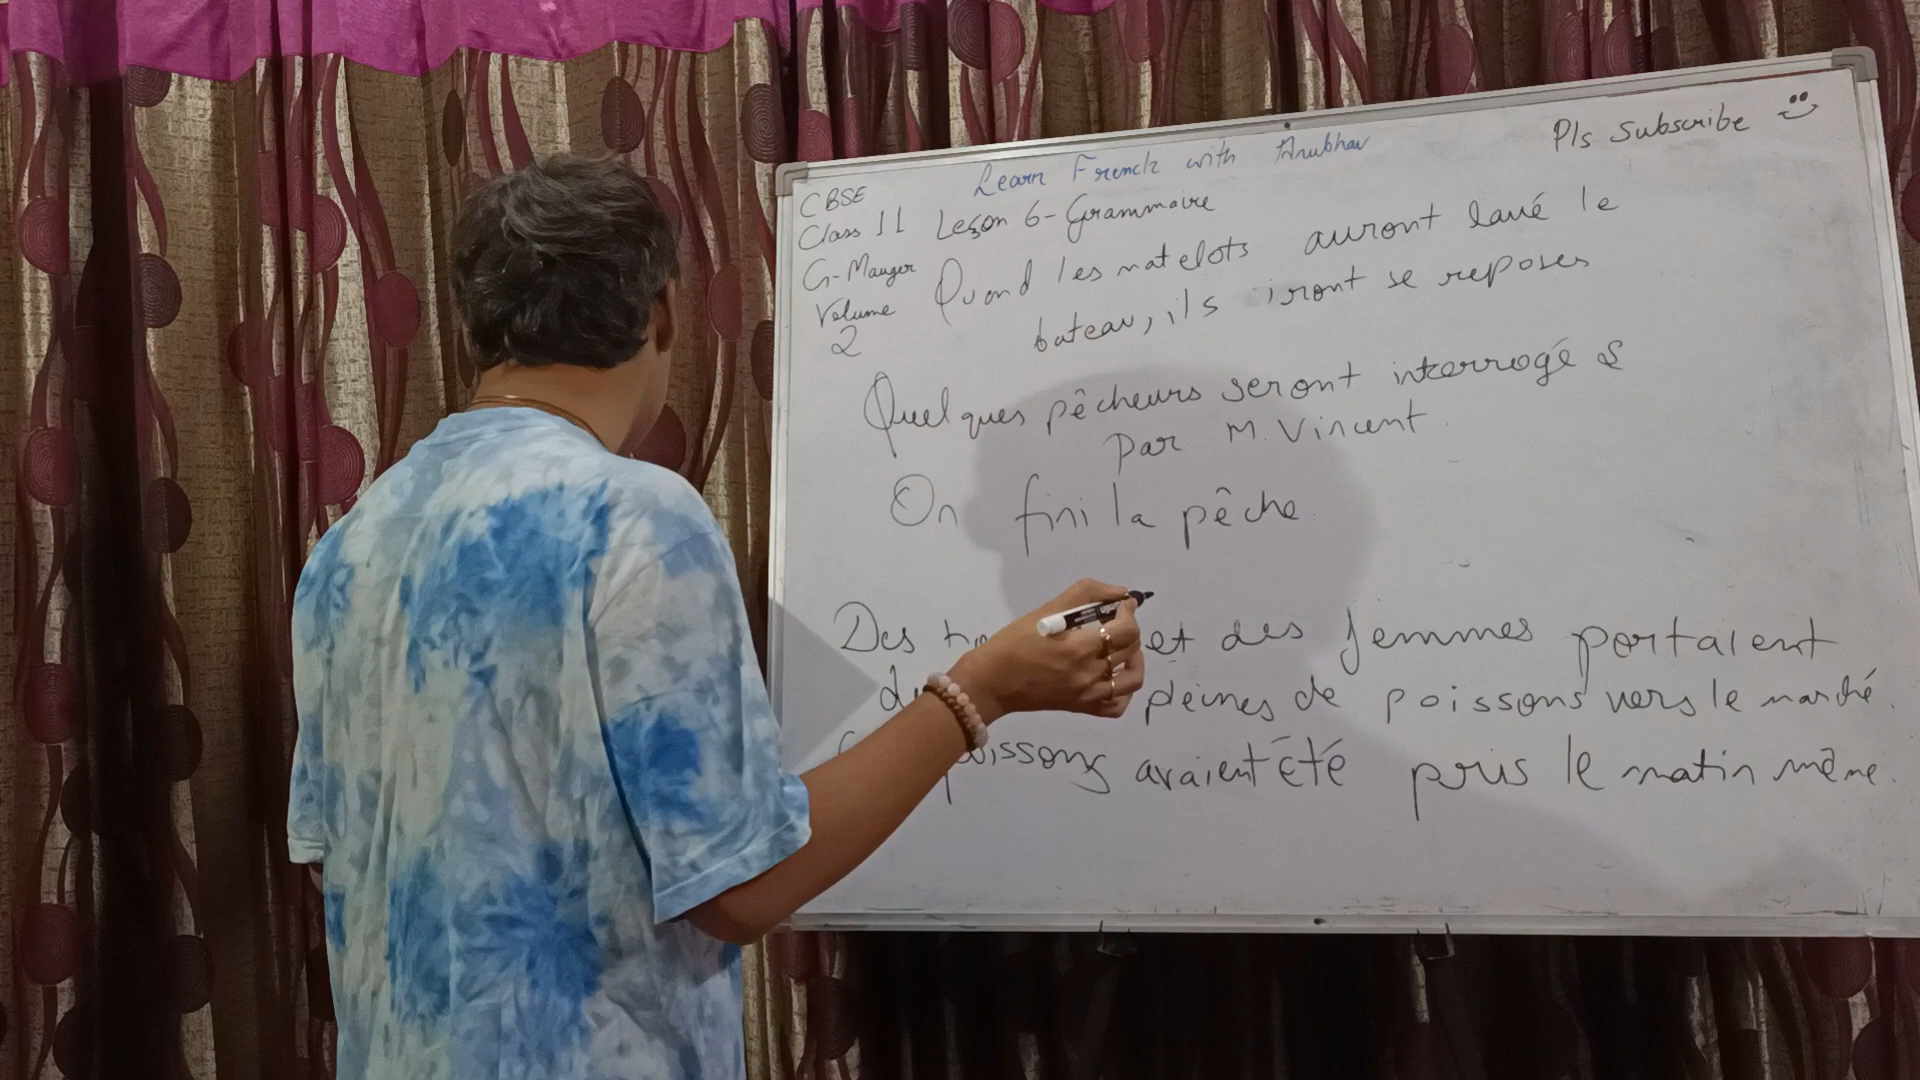 Learn French with Anubhav
Pls Subscribe
CBSE
Class 11
G-Mauger
Volume
2
Leçon 6-Grammaire
Quand les matelots auront lavé le
bateau, ils iront se reposer
Quelques pêcheurs seront interrogés
par M. Vincent
On fini la pêche
Des et des femmes portaient
pleines de poissons vers le marché.
poissons avaient été pris le matin même.